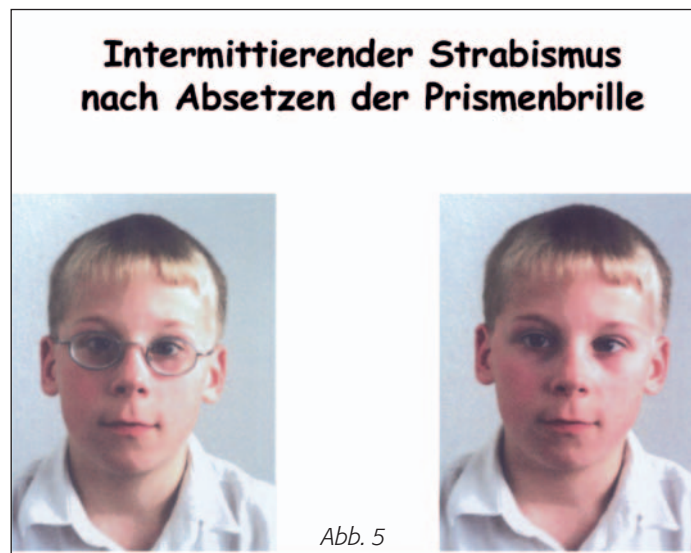 Intermittierender Strabismus
nach Absetzen der Prismenbrille
Abb. 5